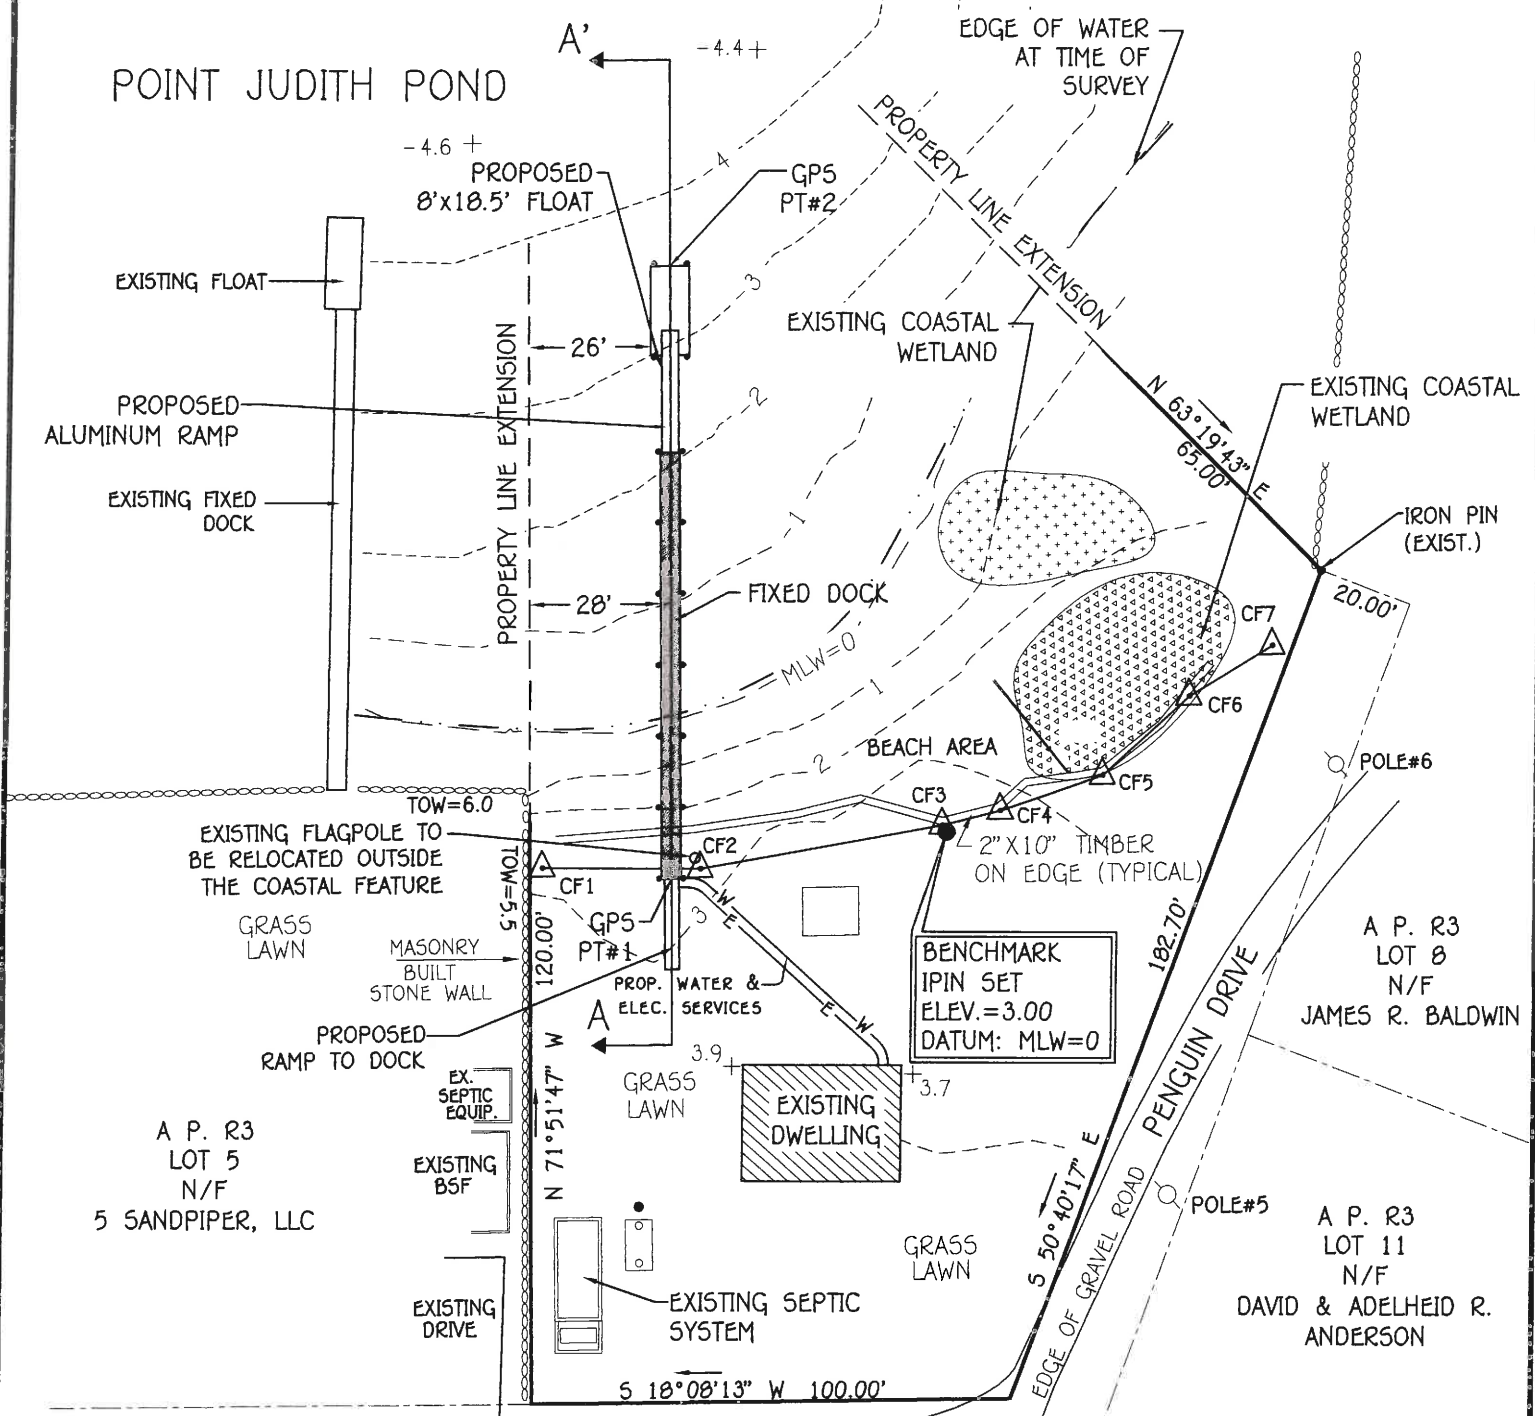 EDGE OF WATER
AT TIME OF
SURVEY
A'
-4.4
POINT JUDITH POND
-4.6
PROPOSED
8'x18.5' FLOAT
4
GPS
PT#2
PROPERTY LINE EXTENSION
EXISTING FLOAT
3
26'
PROPERTY LINE EXTENSION
EXISTING COASTAL
WETLAND
EXISTING COASTAL
WETLAND
N 63°19'43" E
65.00'
PROPOSED
ALUMINUM RAMP
2
EXISTING FIXED
DOCK
1
IRON PIN
(EXIST.)
28'
FIXED DOCK
20.00'
CF7
MLW=0
1
CF6
2
BEACH AREA
POLE#6
CF5
TOW=6.0
CF3
CF4
EXISTING FLAGPOLE TO
BE RELOCATED OUTSIDE
THE COASTAL FEATURE
CF2
2"X10" TIMBER
ON EDGE (TYPICAL)
TOW=5.5
CF1
GRASS
LAWN
GPS
PT#1
3
W
E
120.00'
182.70'
MASONRY
BUILT
STONE WALL
BENCHMARK
IPIN SET
ELEV.=3.00
DATUM: MLW=0
A P. R3
LOT 8
N/F
JAMES R. BALDWIN
PROP. WATER &
ELEC. SERVICES
E
W
A
PROPOSED
RAMP TO DOCK
3.9
3.7
N 71°51'47" W
PENGUIN DRIVE
EX.
SEPTIC
EQUIP.
GRASS
LAWN
EXISTING
DWELLING
A P. R3
LOT 5
N/F
5 SANDPIPER, LLC
EXISTING
BSF
S 50°40'17" E
POLE#5
EDGE OF GRAVEL ROAD
A P. R3
LOT 11
N/F
DAVID & ADELHEID R.
ANDERSON
GRASS
LAWN
EXISTING
DRIVE
EXISTING SEPTIC
SYSTEM
S 18°08'13" W 100.00'